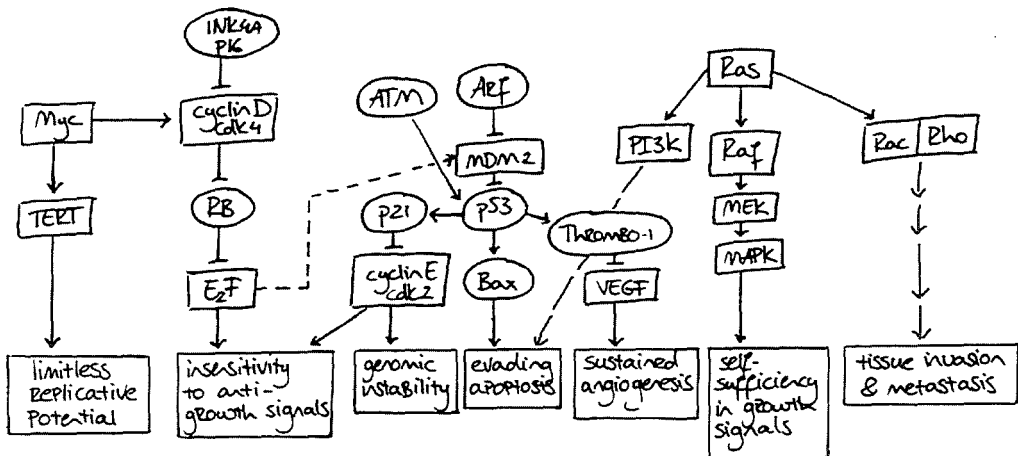 INK4A
P16
Myc
cyclin D
cdk4
ATM
Arf
Ras
MDM2
PI3K
Raf
Rac
Rho
TERT
RB
p21
p53
Thrombo-1
MEK
MAPK
E2F
cyclin E
cdk2
Bax
VEGF
limitless
Replicative
Potential
insensitivity
to anti-
growth signals
genomic
instability
evading
apoptosis
sustained
angiogenesis
self-
sufficiency
in growth
signals
tissue invasion
& metastasis